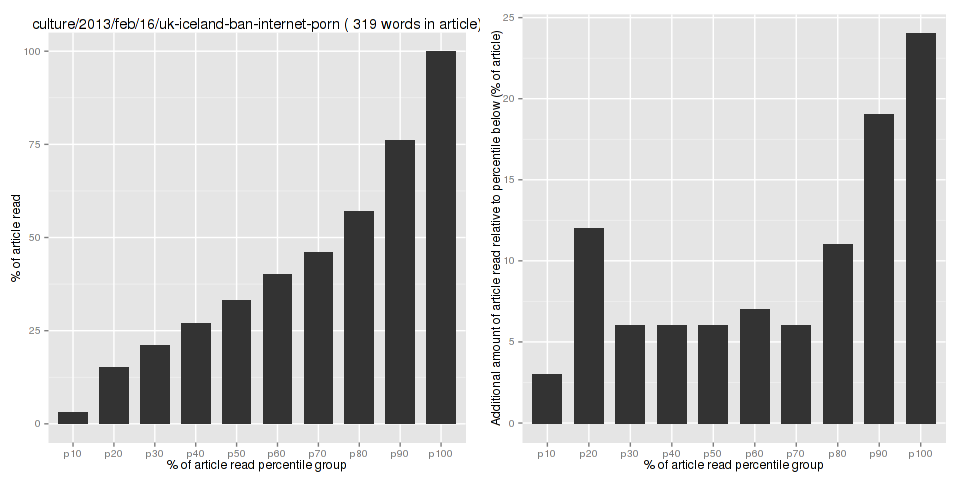 culture/2013/feb/16/uk-iceland-ban-internet-porn ( 319 words in article)
% of article read
100
75
50
25
0
p10 p20 p30 p40 p50 p60 p70 p80 p90 p100
% of article read percentile group
Additional amount of article read relative to percentile below (% of article)
25
20
15
10
5
0
p10 p20 p30 p40 p50 p60 p70 p80 p90 p100
% of article read percentile group